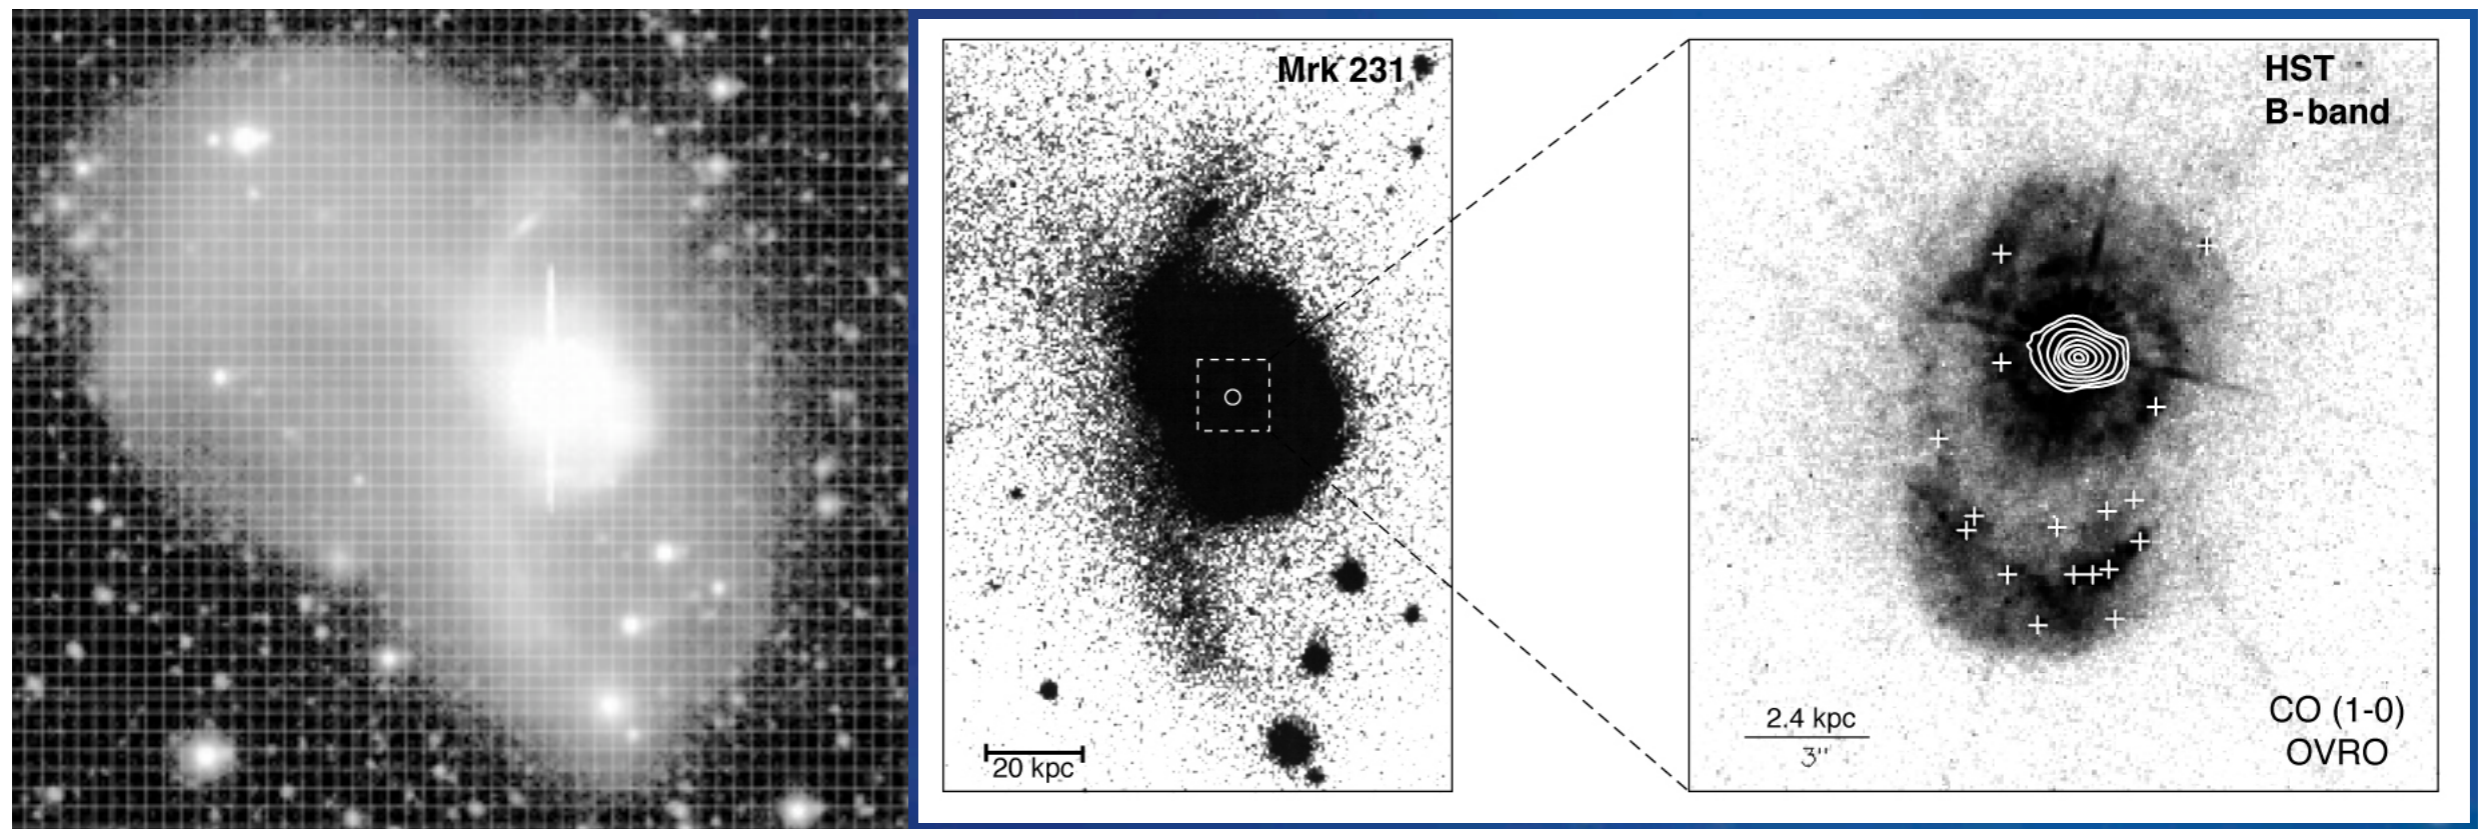 Mrk 231
20 kpc
HST
B-band
2.4 kpc
3"
CO (1-0)
OVRO